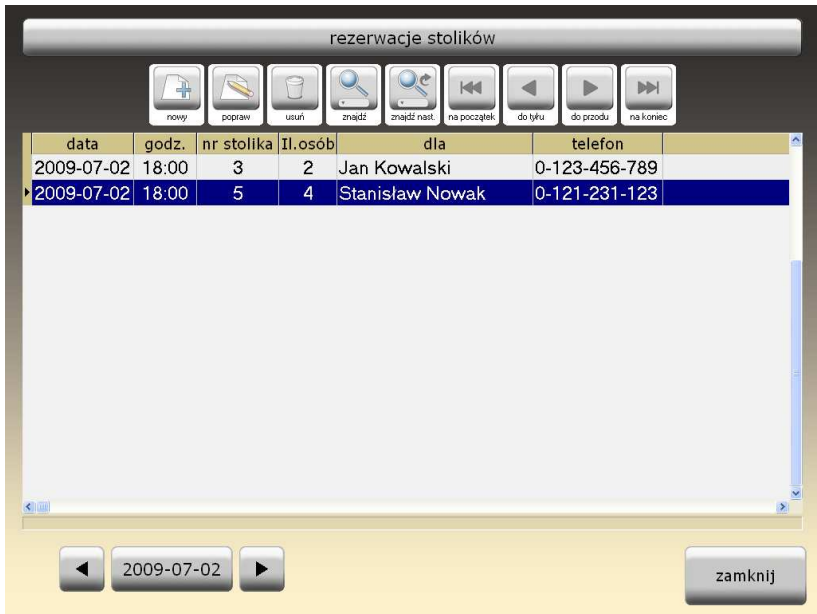 rezerwacje stolików
nowy popraw usuń znajdź znajdź nast. na początek do tyłu do przodu na koniec
data godz. nr stolika Il.osób dla telefon
2009-07-02 18:00 3 2 Jan Kowalski 0-123-456-789
2009-07-02 18:00 5 4 Stanisław Nowak 0-121-231-123
2009-07-02 zamknij